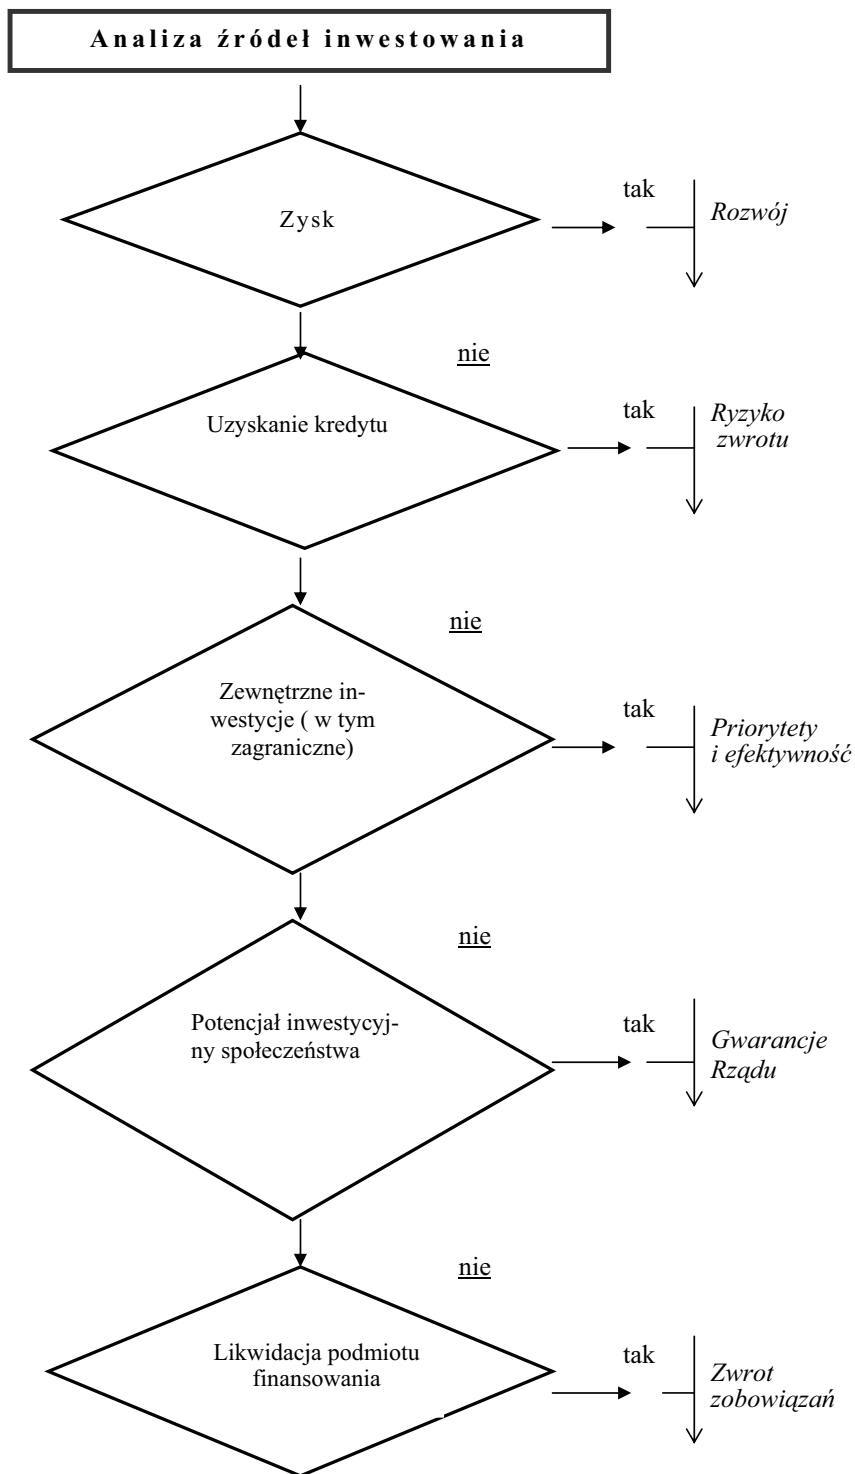 Analiza źródeł inwestowania
tak
Zysk
Rozwój
nie
Uzyskanie kredytu
tak
Ryzyko
zwrotu
nie
Zewnętrzne in-
westycje ( w tym
zagraniczne)
tak
Priorytety
i efektywność
nie
Potencjał inwestycyj-
ny społeczeństwa
tak
Gwarancje
Rządu
nie
Likwidacja podmiotu
finansowania
tak
Zwrot
zobowiązań